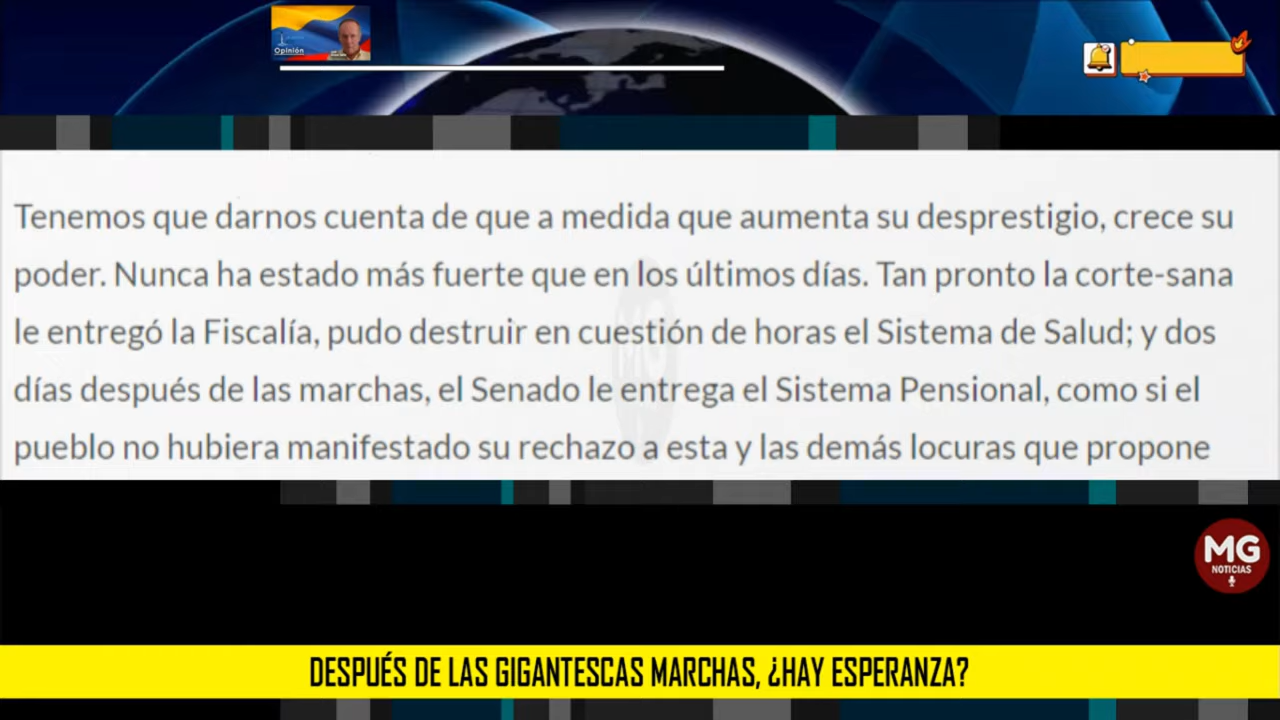 Opinión
Tenemos que darnos cuenta de que a medida que aumenta su desprestigio, crece su
poder. Nunca ha estado más fuerte que en los últimos días. Tan pronto la corte-sana
le entregó la Fiscalía, pudo destruir en cuestión de horas el Sistema de Salud; y dos
días después de las marchas, el Senado le entrega el Sistema Pensional, como si el
pueblo no hubiera manifestado su rechazo a esta y las demás locuras que propone
MG
NOTICIAS
DESPUÉS DE LAS GIGANTESCAS MARCHAS, ¿HAY ESPERANZA?